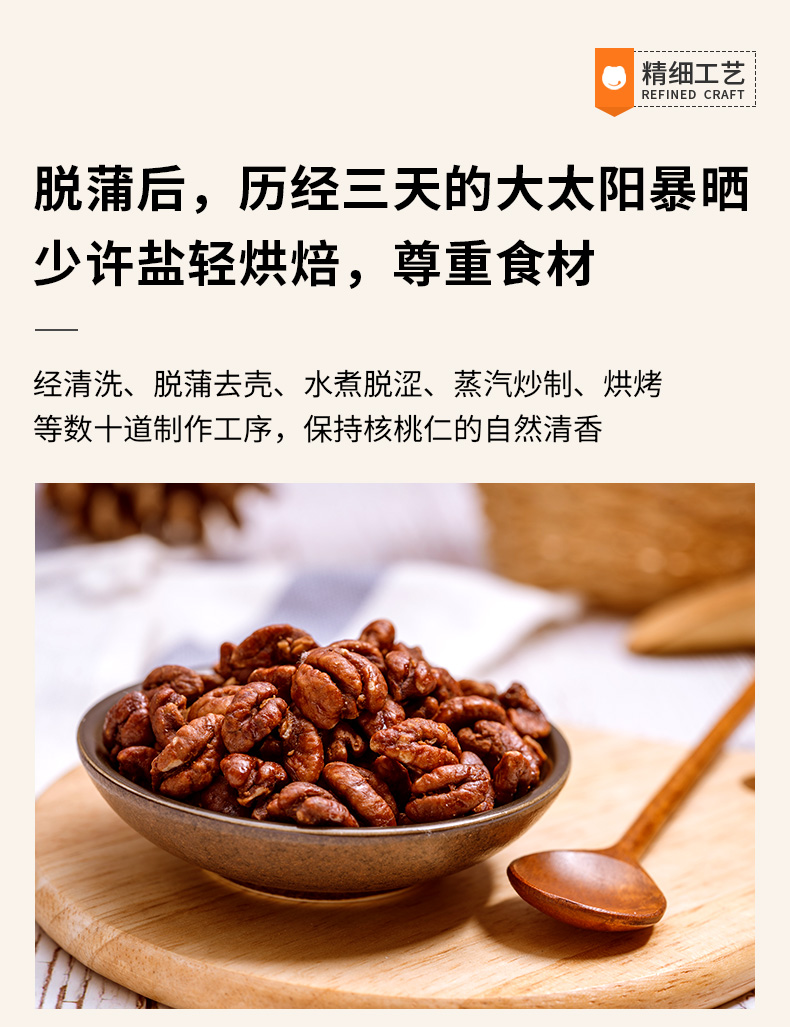 精细工艺
REFINED CRAFT
脱蒲后，历经三天的大太阳暴晒
少许盐轻烘焙，尊重食材
经清洗、脱蒲去壳、水煮脱涩、蒸汽炒制、烘烤
等数十道制作工序，保持核桃仁的自然清香